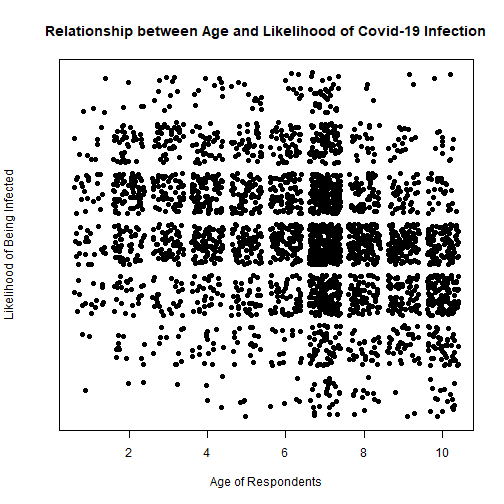 Relationship between Age and Likelihood of Covid-19 Infection
Likelihood of Being Infected
2 4 6 8 10
Age of Respondents